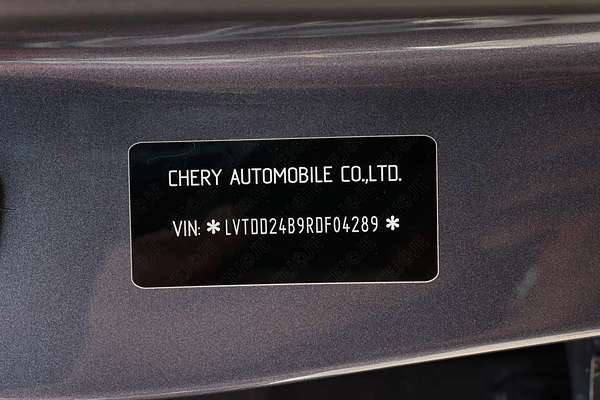 CHERY AUTOMOBILE CO.,LTD.
VIN: *LVTDD24B9RDF04289*